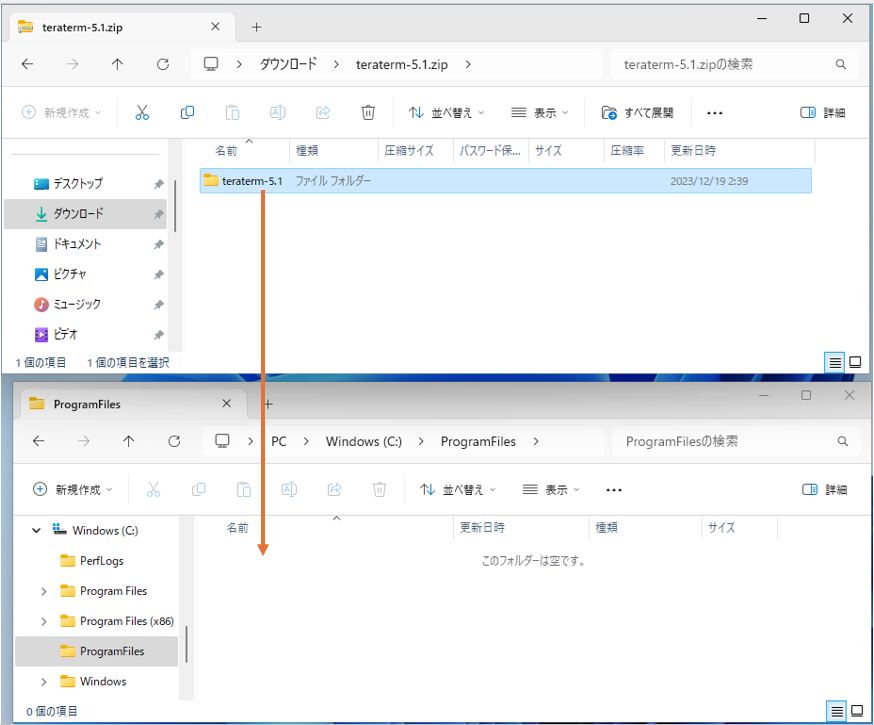 teraterm-5.1.zip
ダウンロード teraterm-5.1.zip teraterm-5.1.zipの検索
新規作成 並べ替え 表示 すべて展開 詳細
名前 種類 圧縮サイズ パスワード保... サイズ 圧縮率 更新日時
teraterm-5.1 ファイル フォルダー 2023/12/19 2:39
デスクトップ
ダウンロード
ドキュメント
ピクチャ
ミュージック
ビデオ
1 個の項目 1 個の項目を選択
ProgramFiles
PC Windows (C:) ProgramFiles ProgramFilesの検索
新規作成 並べ替え 表示 詳細
名前 更新日時 種類 サイズ
このフォルダーは空です。
Windows (C:)
PerfLogs
Program Files
Program Files (x86)
ProgramFiles
Windows
0 個の項目